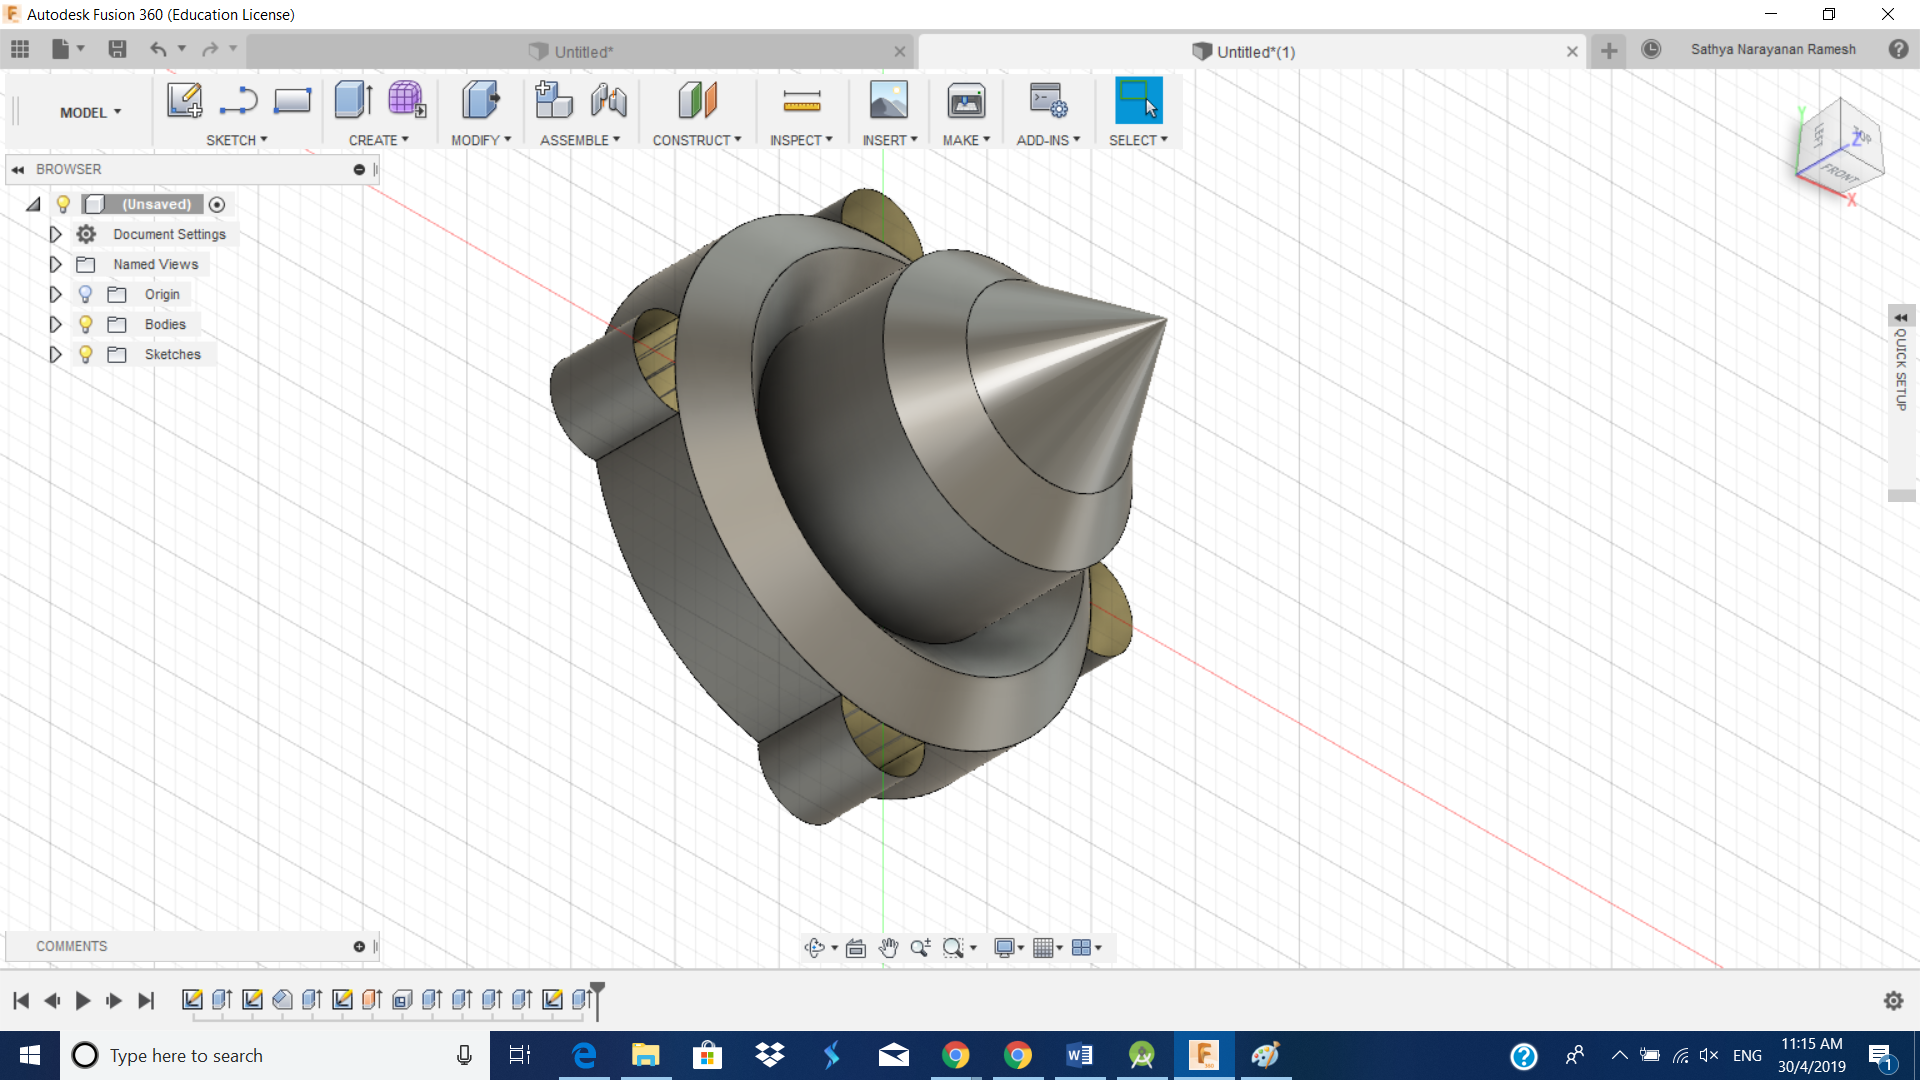 Autodesk Fusion 360 (Education License)
Untitled*
Untitled*(1)
Sathya Narayanan Ramesh
MODEL
SKETCH
CREATE
MODIFY
ASSEMBLE
CONSTRUCT
INSPECT
INSERT
MAKE
ADD-INS
SELECT
BROWSER
(Unsaved)
Document Settings
Named Views
Origin
Bodies
Sketches
Y
LEFT
TOP
Z
FRONT
X
QUICK SETUP
COMMENTS
Type here to search
ENG
11:15 AM
30/4/2019
1